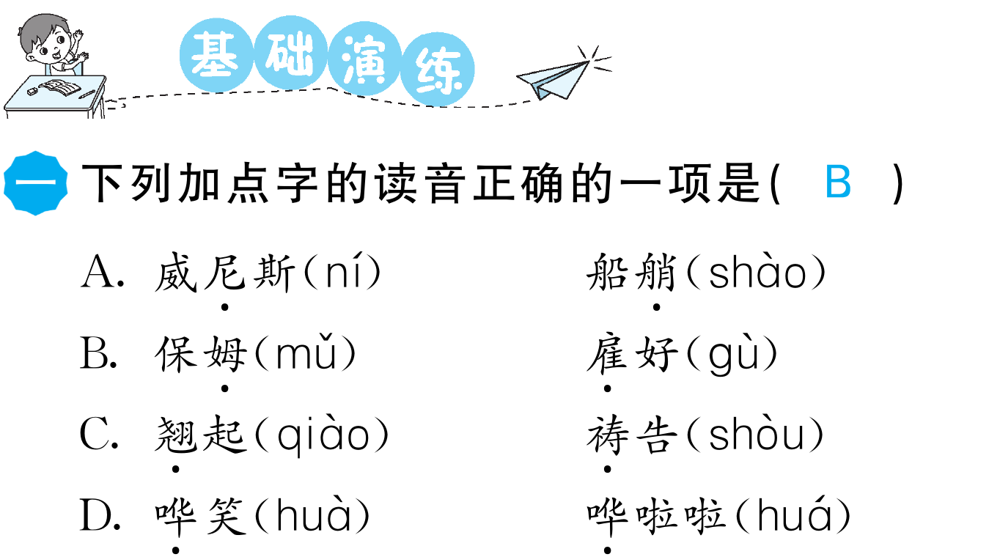 基础演练
一 下列加点字的读音正确的一项是( B )
A. 威尼斯(ní) 船艄(shào)
B. 保姆(mǔ) 雇好(gù)
C. 翘起(qiào) 祷告(shòu)
D. 哗笑(huà) 哗啦啦(huá)